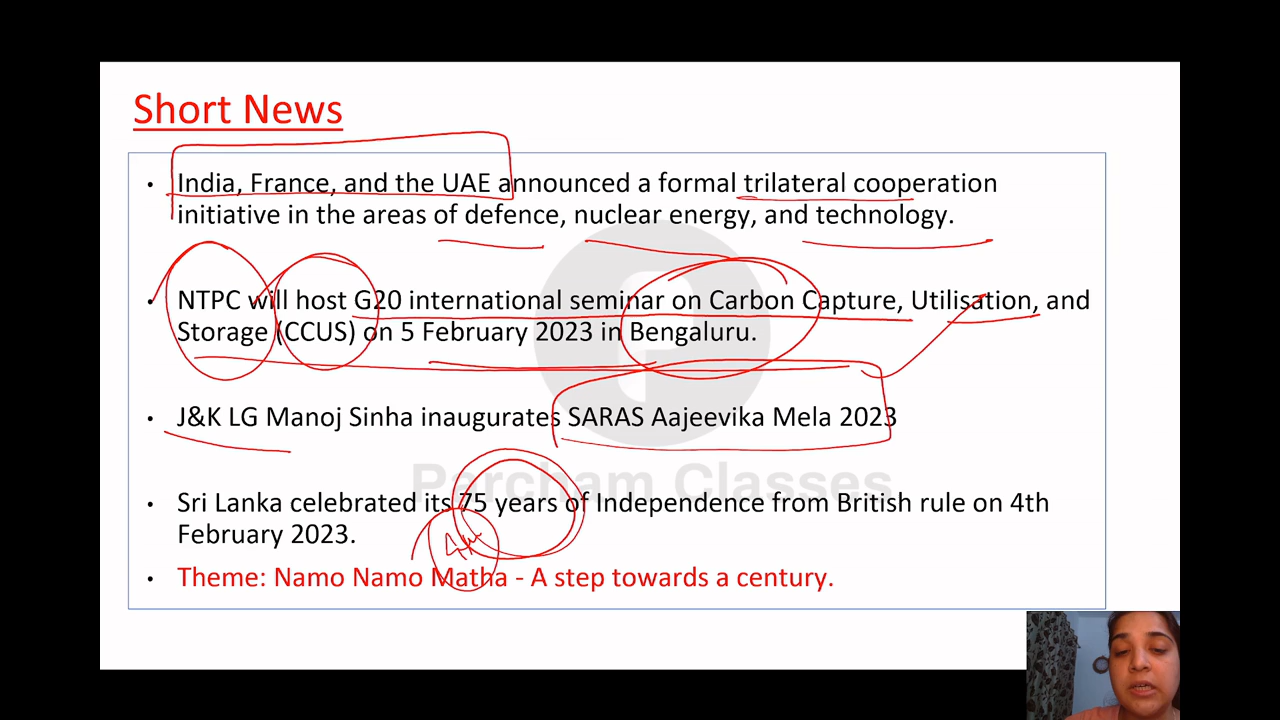 Short News
• India, France, and the UAE announced a formal trilateral cooperation
initiative in the areas of defence, nuclear energy, and technology.
• NTPC will host G20 international seminar on Carbon Capture, Utilisation, and
Storage (CCUS) on 5 February 2023 in Bengaluru.
• J&K LG Manoj Sinha inaugurates SARAS Aajeevika Mela 2023
Parcham Classes
• Sri Lanka celebrated its 75 years of Independence from British rule on 4th
February 2023.
• Theme: Namo Namo Matha - A step towards a century.